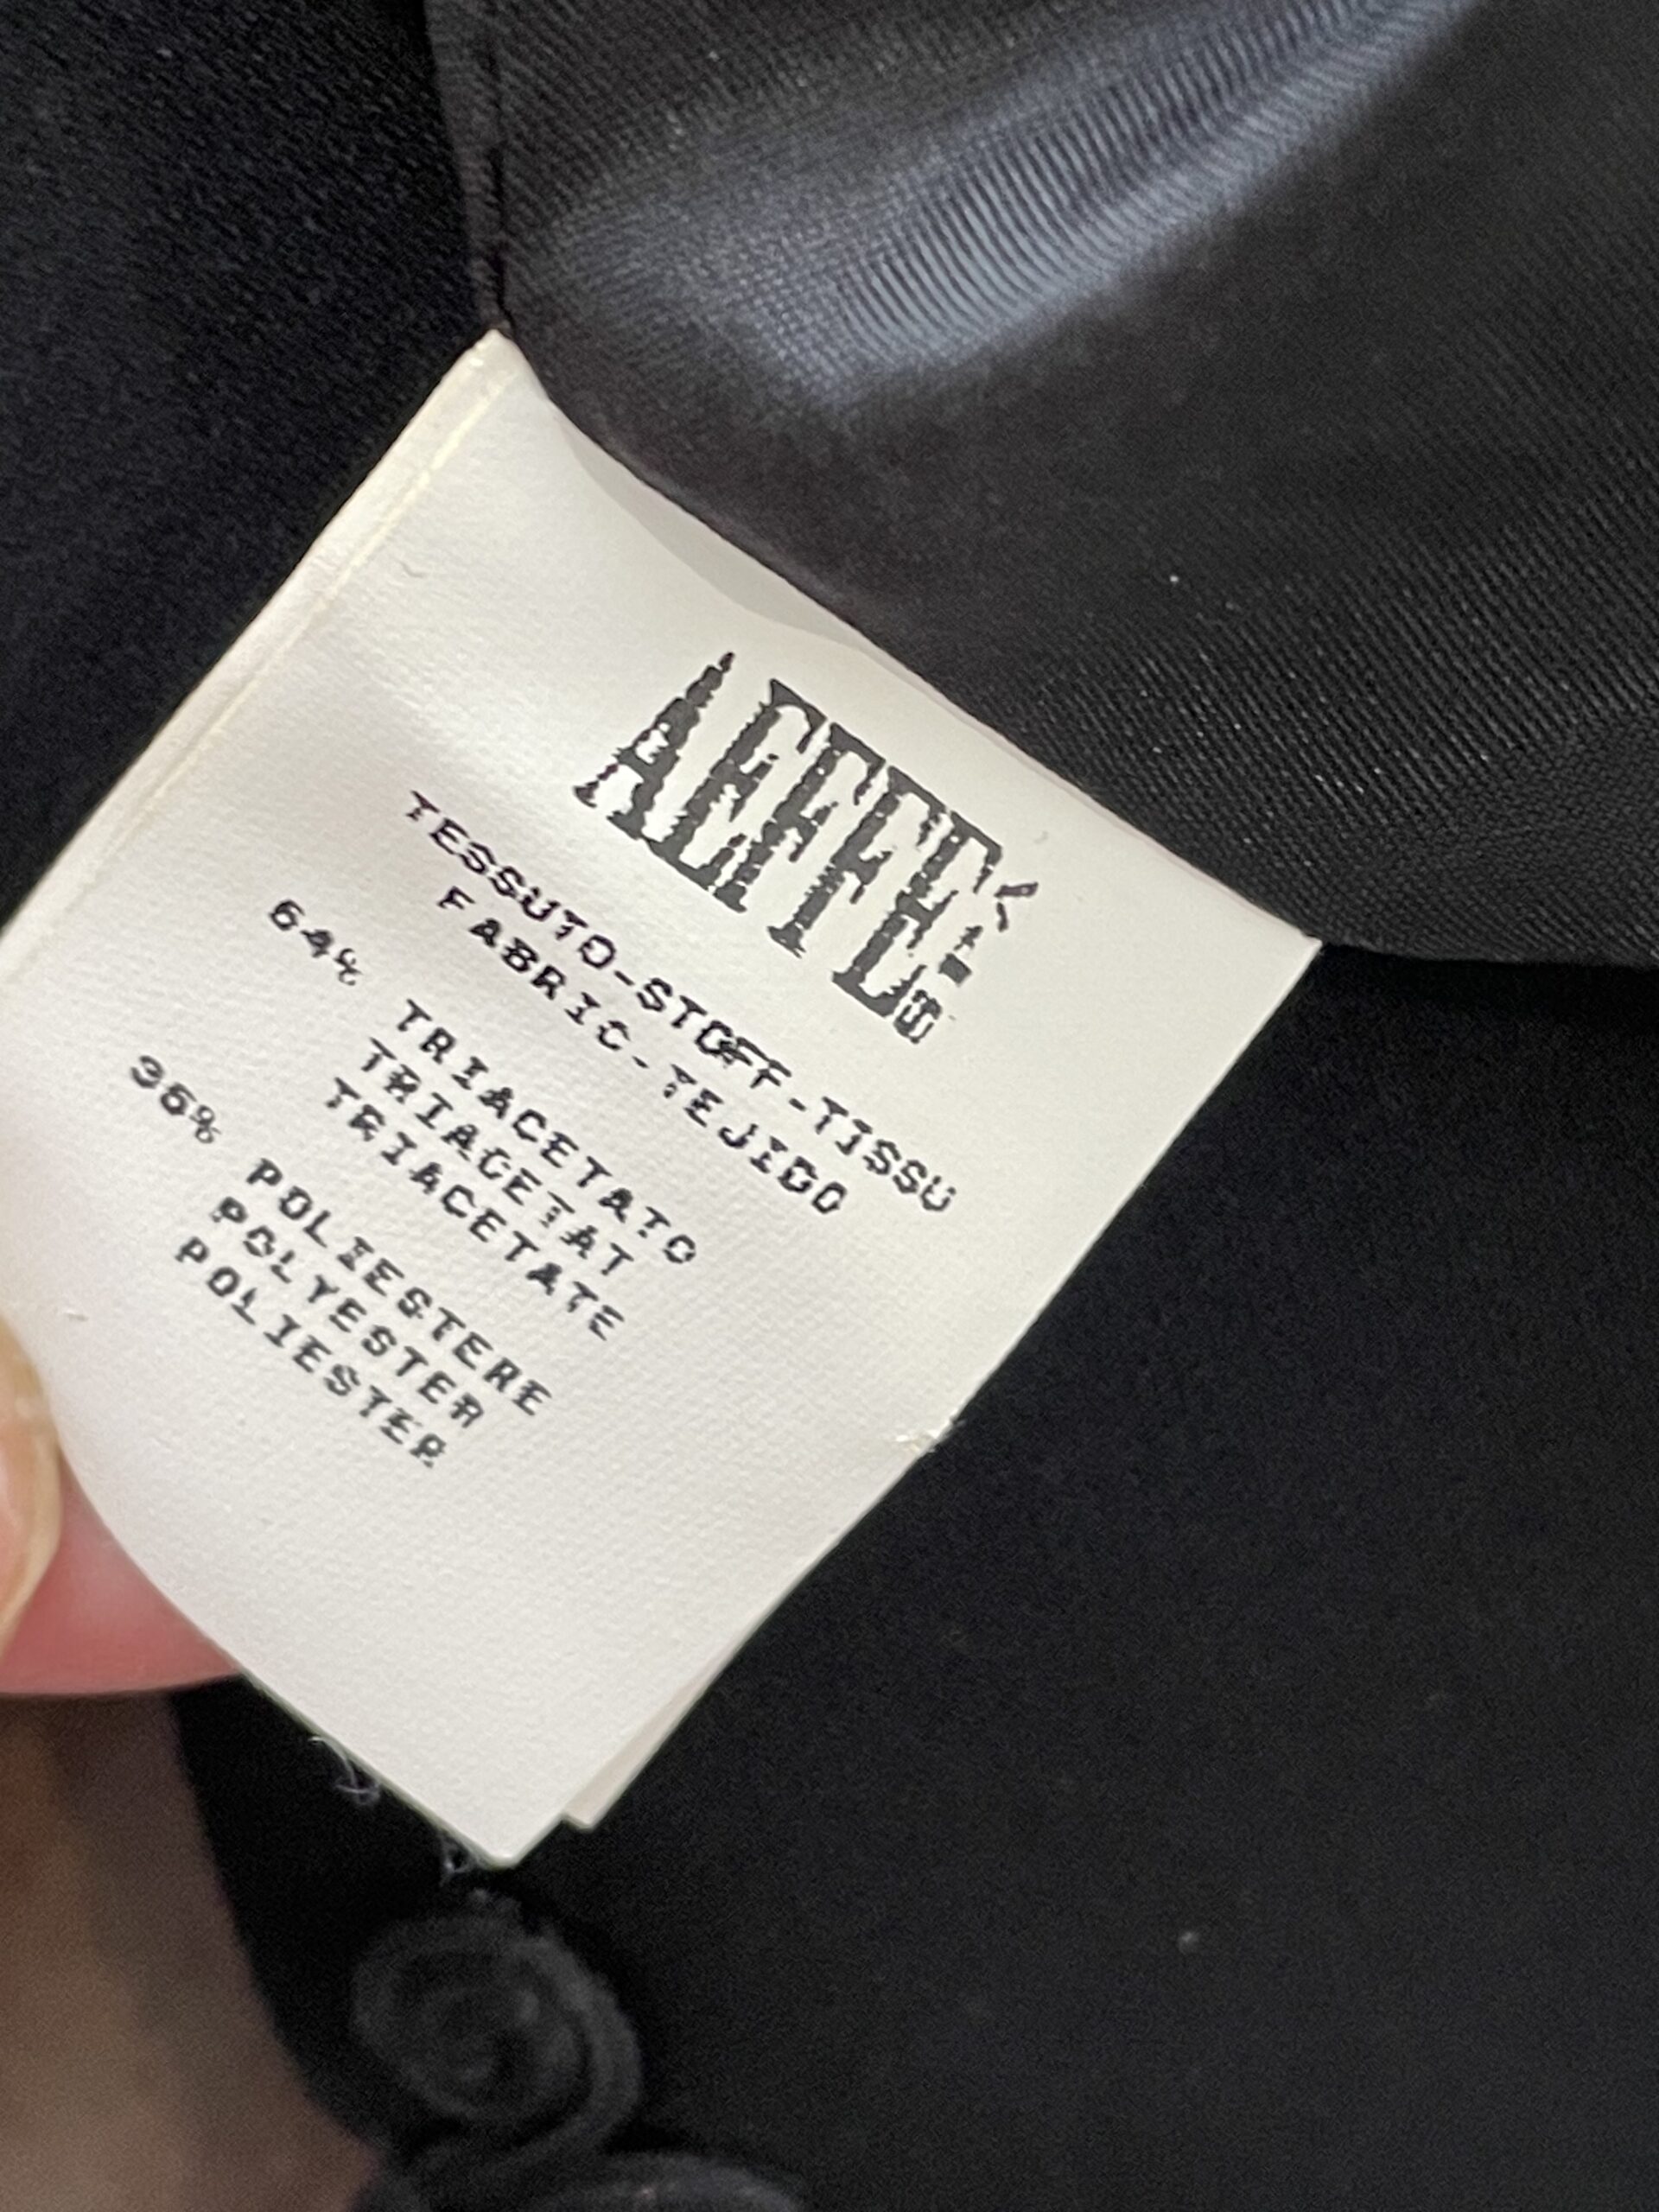 AEFFE
TESSUTO-STOFF-TISSU
FABRIC-TEJIDO
64% TRIACETATO
TRIACETAT
TRIACETATE
36% POLIESTERE
POLYESTER
POLIESTER